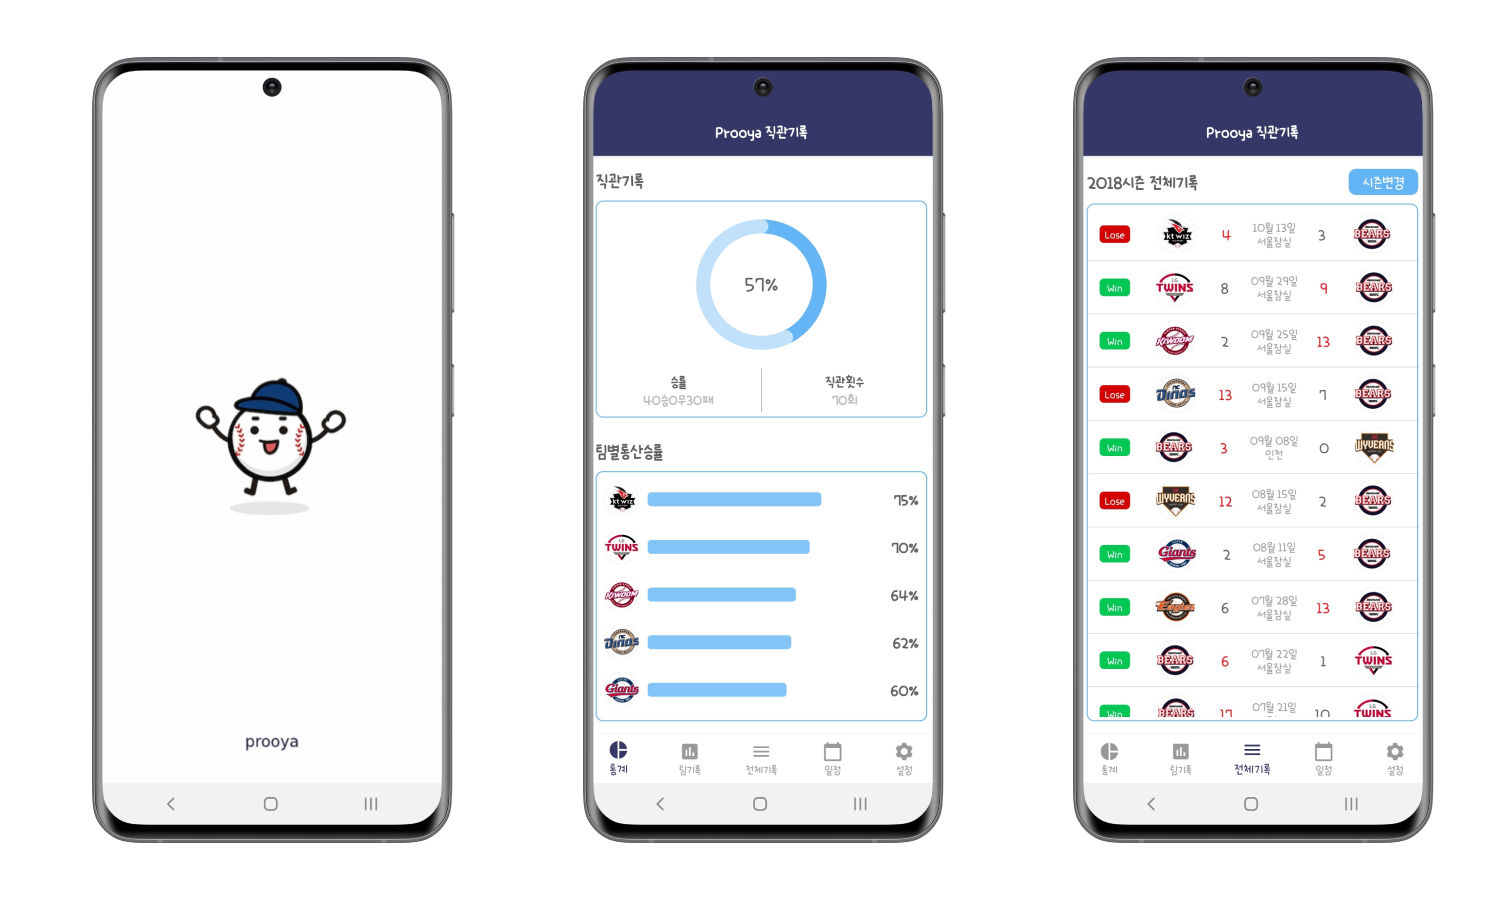 prooya
Prooya 직관기록
직관기록
57%
승률
40승0무30패
직관횟수
70회
팀별통산승률
kt wiz
75%
LG
TWINS
70%
KIWOOM
64%
NC
DINOS
62%
Giants
60%
통계
팀기록
전체기록
일정
설정
Prooya 직관기록
2018시즌 전체기록
시즌변경
Lose
kt wiz
4
10월 13일
서울잠실
3
BEARS
Win
LG
TWINS
8
09월 29일
서울잠실
9
BEARS
Win
KIWOOM
2
09월 25일
서울잠실
13
BEARS
Lose
NC
DINOS
13
09월 15일
서울잠실
7
BEARS
Win
BEARS
3
09월 08일
인천
0
WYVERNS
Lose
WYVERNS
12
08월 15일
서울잠실
2
BEARS
Win
Giants
2
08월 11일
서울잠실
5
BEARS
Win
Eagles
6
07월 28일
서울잠실
13
BEARS
Win
BEARS
6
07월 22일
서울잠실
1
LG
TWINS
Win
BEARS
17
07월 21일
10
LG
TWINS
통계
팀기록
전체기록
일정
설정